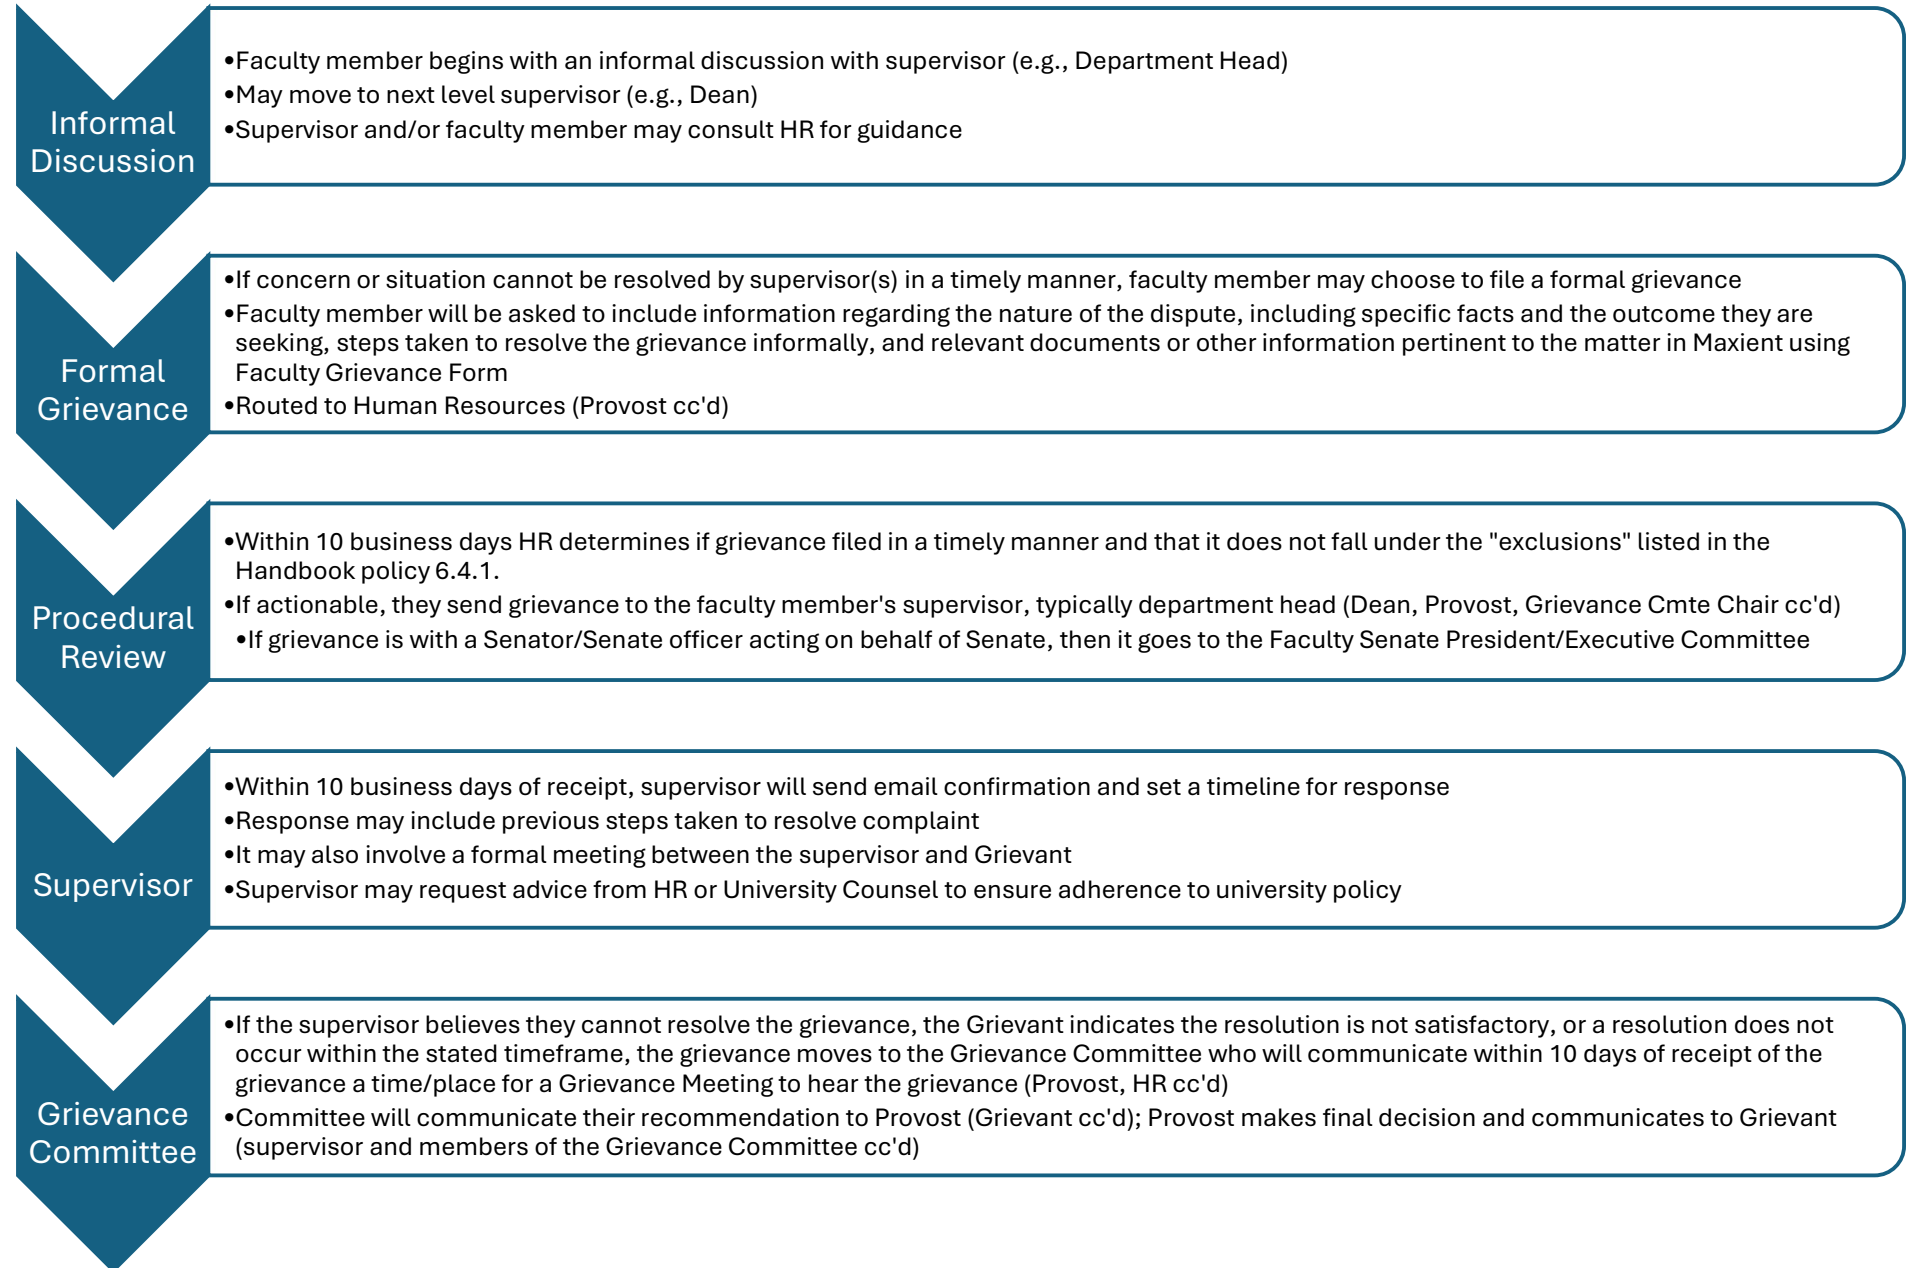 Informal
Discussion
•Faculty member begins with an informal discussion with supervisor (e.g., Department Head)
•May move to next level supervisor (e.g., Dean)
•Supervisor and/or faculty member may consult HR for guidance
Formal
Grievance
•If concern or situation cannot be resolved by supervisor(s) in a timely manner, faculty member may choose to file a formal grievance
•Faculty member will be asked to include information regarding the nature of the dispute, including specific facts and the outcome they are
seeking, steps taken to resolve the grievance informally, and relevant documents or other information pertinent to the matter in Maxient using
Faculty Grievance Form
•Routed to Human Resources (Provost cc'd)
Procedural
Review
•Within 10 business days HR determines if grievance filed in a timely manner and that it does not fall under the "exclusions" listed in the
Handbook policy 6.4.1.
•If actionable, they send grievance to the faculty member's supervisor, typically department head (Dean, Provost, Grievance Cmte Chair cc'd)
•If grievance is with a Senator/Senate officer acting on behalf of Senate, then it goes to the Faculty Senate President/Executive Committee
Supervisor
•Within 10 business days of receipt, supervisor will send email confirmation and set a timeline for response
•Response may include previous steps taken to resolve complaint
•It may also involve a formal meeting between the supervisor and Grievant
•Supervisor may request advice from HR or University Counsel to ensure adherence to university policy
Grievance
Committee
•If the supervisor believes they cannot resolve the grievance, the Grievant indicates the resolution is not satisfactory, or a resolution does not
occur within the stated timeframe, the grievance moves to the Grievance Committee who will communicate within 10 days of receipt of the
grievance a time/place for a Grievance Meeting to hear the grievance (Provost, HR cc'd)
•Committee will communicate their recommendation to Provost (Grievant cc'd); Provost makes final decision and communicates to Grievant
(supervisor and members of the Grievance Committee cc'd)